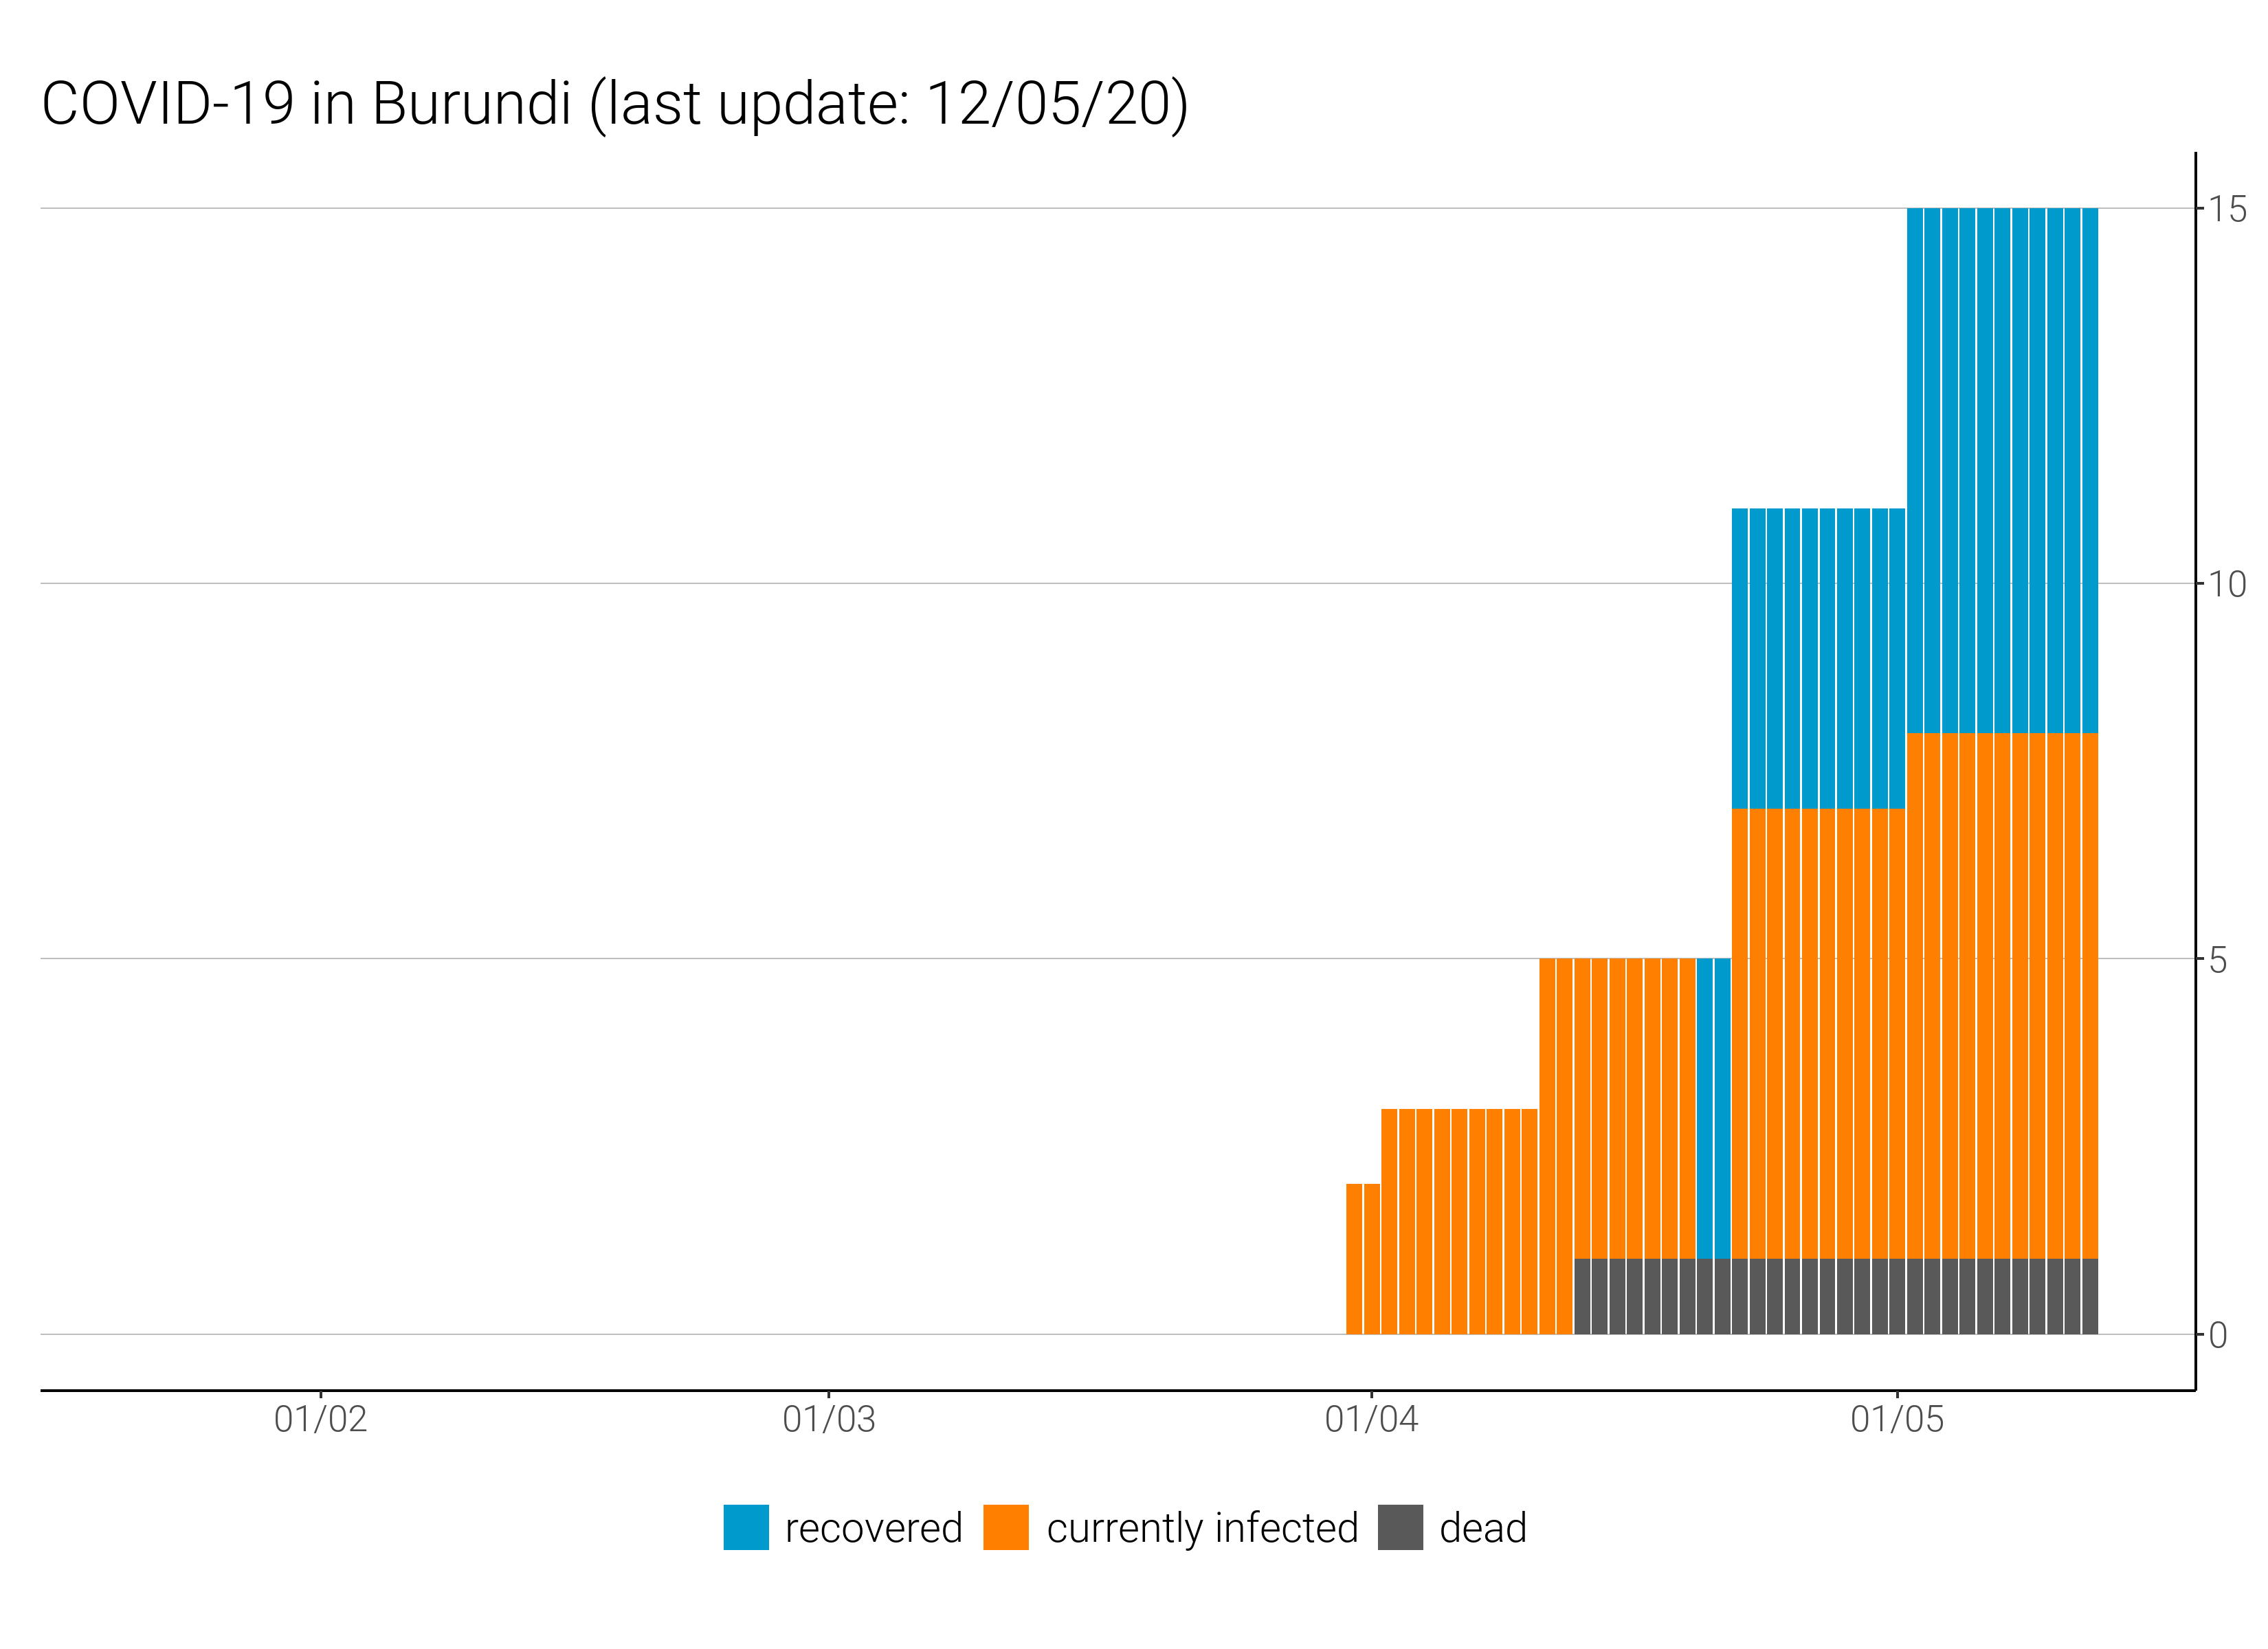 COVID-19 in Burundi (last update: 12/05/20)
15
10
5
0
01/02 01/03 01/04 01/05
recovered currently infected dead